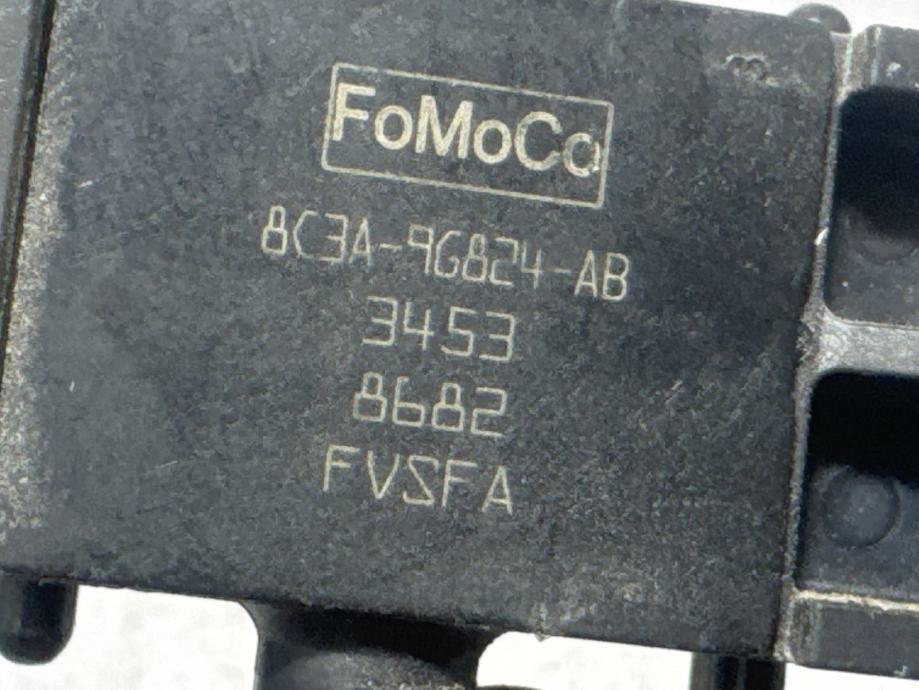 FoMoCo
8C3A-9G824-AB
3453
8682
FVSFA